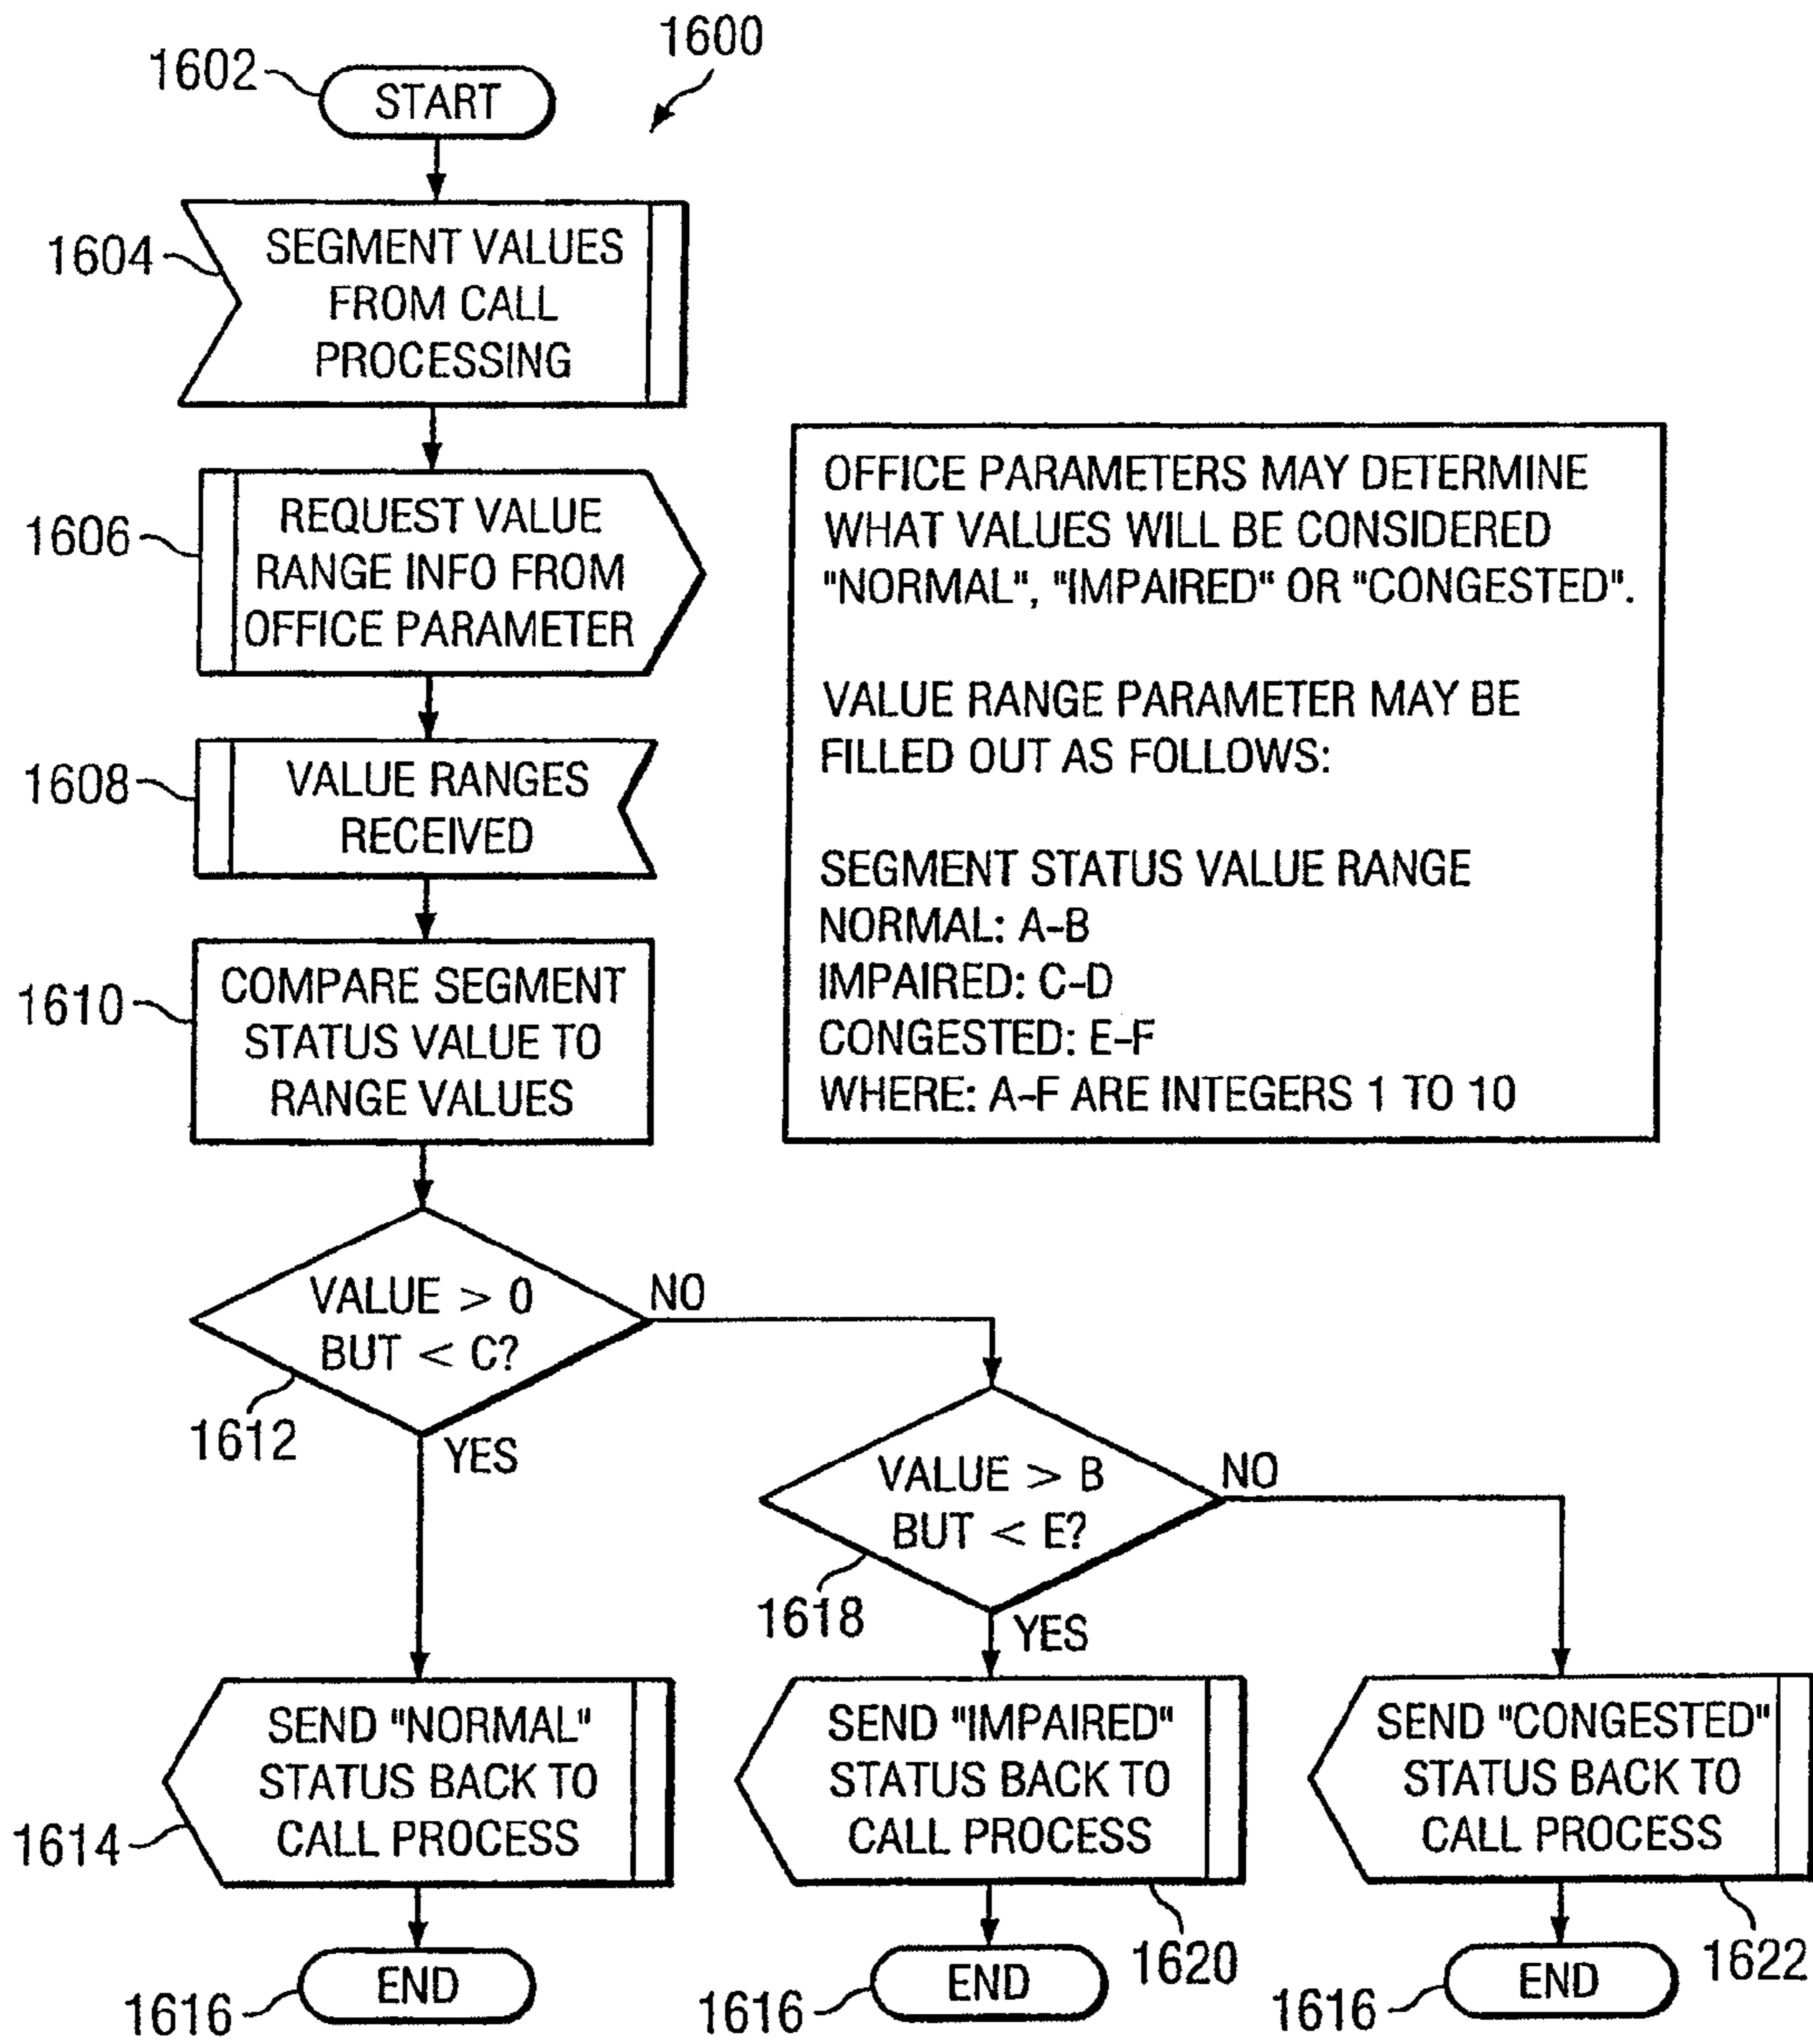 1600
1602
START
1604
SEGMENT VALUES
FROM CALL
PROCESSING
1606
REQUEST VALUE
RANGE INFO FROM
OFFICE PARAMETER
1608
VALUE RANGES
RECEIVED
1610
COMPARE SEGMENT
STATUS VALUE TO
RANGE VALUES
OFFICE PARAMETERS MAY DETERMINE
WHAT VALUES WILL BE CONSIDERED
"NORMAL", "IMPAIRED" OR "CONGESTED".
VALUE RANGE PARAMETER MAY BE
FILLED OUT AS FOLLOWS:
SEGMENT STATUS VALUE RANGE
NORMAL: A-B
IMPAIRED: C-D
CONGESTED: E-F
WHERE: A-F ARE INTEGERS 1 TO 10
VALUE > 0
BUT < C?
NO
1612
YES
VALUE > B
BUT < E?
NO
1618
YES
SEND "NORMAL"
STATUS BACK TO
CALL PROCESS
1614
SEND "IMPAIRED"
STATUS BACK TO
CALL PROCESS
1620
SEND "CONGESTED"
STATUS BACK TO
CALL PROCESS
1622
END
1616
END
1616
END
1616